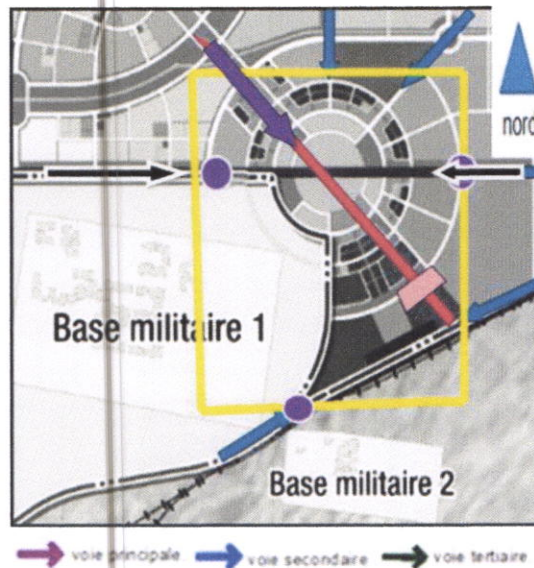 nord
Base militaire 1
Base militaire 2
voie principale voie secondaire voie tertiaire